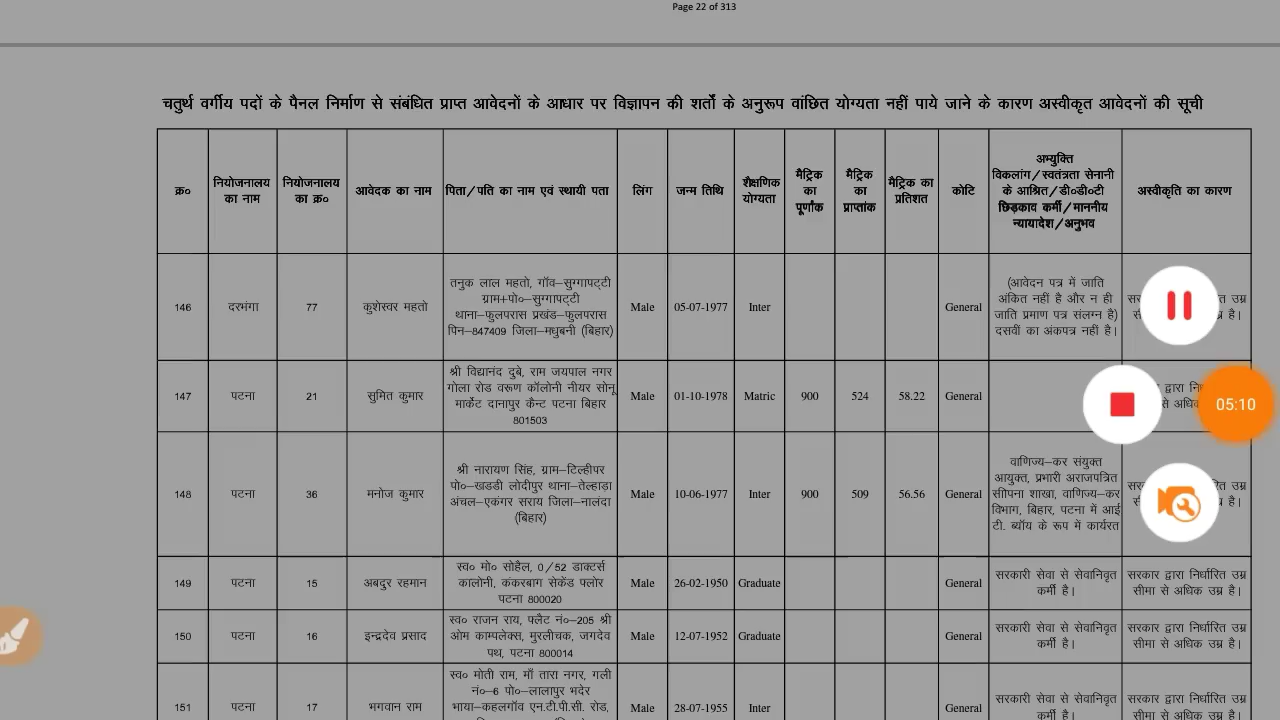 Page 22 of 313
चतुर्थ वर्गीय पदों के पैनल निर्माण से संबंधित प्राप्त आवेदनों के आधार पर विज्ञापन की शर्तों के अनुरूप वांछित योग्यता नहीं पाये जाने के कारण अस्वीकृत आवेदनों की सूची
क्र०
नियोजनालय
का नाम
नियोजनालय
का क्र०
आवेदक का नाम
पिता/पति का नाम एवं स्थायी पता
लिंग
जन्म तिथि
शैक्षणिक
योग्यता
मैट्रिक
का
पूर्णांक
मैट्रिक
का
प्राप्तांक
मैट्रिक का
प्रतिशत
कोटि
अभ्युक्ति
विकलांग/स्वतंत्रता सेनानी
के आश्रित/डी०डी०टी
छिड़काव कर्मी/माननीय
न्यायादेश/अनुभव
अस्वीकृति का कारण
146
दरभंगा
77
कुशेश्वर महतो
तनुक लाल महतो, गॉव–सुग्गापट्टी
ग्राम+पो०–सुग्गापट्टी
थाना–फुलपरास प्रखंड–फुलपरास
पिन–847409 जिला–मधुबनी (बिहार)
Male
05-07-1977
Inter
General
(आवेदन पत्र में जाति
अंकित नहीं है और न ही
जाति प्रमाण पत्र संलग्न है)
दसवीं का अंकपत्र नहीं है।
उम्र
है।
147
पटना
21
सुमित कुमार
श्री विद्यानंद दुबे, राम जयपाल नगर
गोला रोड वरूण कॉलोनी नीयर सोनू
मार्केट दानापुर कैन्ट पटना बिहार
801503
Male
01-10-1978
Matric
900
524
58.22
General
द्वारा
से
05:10
148
पटना
36
मनोज कुमार
श्री नारायण सिंह, ग्राम–टिल्हीपर
पो०–खडडी लोदीपुर थाना–तेल्हाड़ा
अंचल–एकंगर सराय जिला–नालंदा
(बिहार)
Male
10-06-1977
Inter
900
509
56.56
General
वाणिज्य–कर संयुक्त
आयुक्त, प्रभारी अराजपत्रित
सीपना शाखा, वाणिज्य–कर
विभाग, बिहार, पटना में आई
टी. ब्यॉय के रूप में कार्यरत
उम्र
है।
149
पटना
15
अबदुर रहमान
स्व० मो० सोहैल, 0/52 डाक्टर्स
कालोनी, कंकरबाग सेकेंड फ्लोर
पटना 800020
Male
26-02-1950
Graduate
General
सरकारी सेवा से सेवानिवृत
कर्मी है।
सरकार द्वारा निर्धारित उम्र
सीमा से अधिक उम्र है।
150
पटना
16
इन्द्रदेव प्रसाद
स्व० राजन राय, फ्लैट नं०–205 श्री
ओम काम्पलेक्स, मुरलीचक, जगदेव
पथ, पटना 800014
Male
12-07-1952
Graduate
General
सरकारी सेवा से सेवानिवृत
कर्मी है।
सरकार द्वारा निर्धारित उम्र
सीमा से अधिक उम्र है।
151
पटना
17
भगवान राम
स्व० मोती राम, माँ तारा नगर, गली
नं०–6 पो०–लालापुर भदेर
भाया–कहलगॉव एन.टी.पी.सी. रोड,
Male
28-07-1955
Inter
General
सरकारी सेवा से सेवानिवृत
कर्मी है।
सरकार द्वारा निर्धारित उम्र
सीमा से अधिक उम्र है।